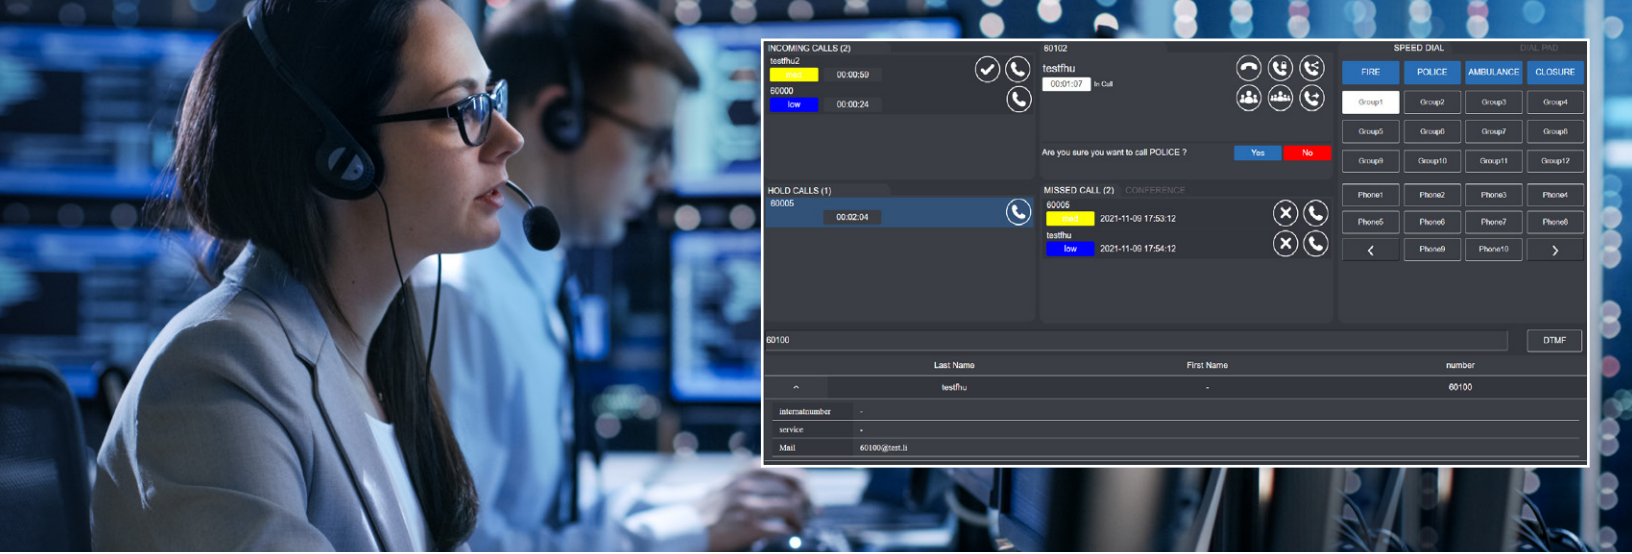 INCOMING CALLS (2)
testfhu2
med 00:00:59
60000
low 00:00:24
60102
testfhu
00:01:07 In Call
Are you sure you want to call POLICE ? Yes No
HOLD CALLS (1)
60005
00:02:04
MISSED CALL (2) CONFERENCE
60005
med 2021-11-09 17:53:12
testfhu
low 2021-11-09 17:54:12
SPEED DIAL DIAL PAD
FIRE POLICE AMBULANCE CLOSURE
Group1 Group2 Group3 Group4
Group5 Group6 Group7 Group8
Group9 Group10 Group11 Group12
Phone1 Phone2 Phone3 Phone4
Phone5 Phone6 Phone7 Phone8
Phone9 Phone10
60100 DTMF
Last Name First Name number
testfhu - 60100
internatnumber -
service -
Mail 60100@test.li